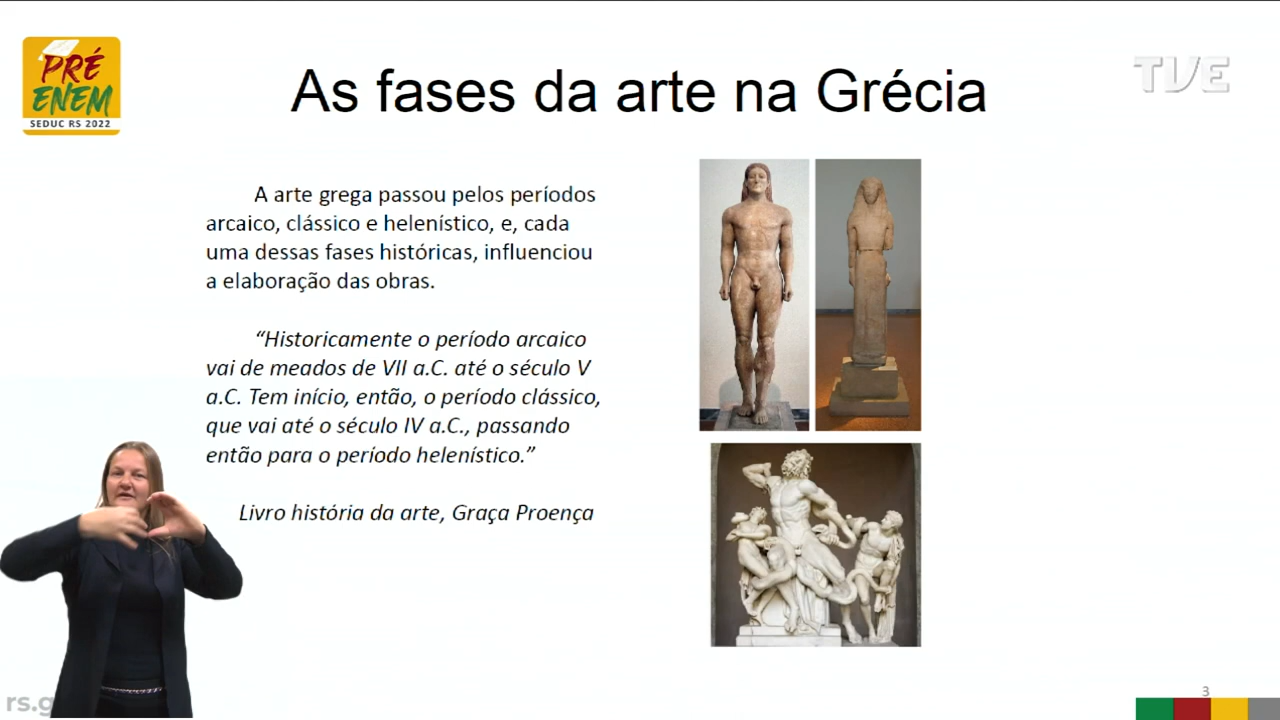 PRÉ
ENEM
SEDUC RS 2022
As fases da arte na Grécia
TVE
A arte grega passou pelos períodos
arcaico, clássico e helenístico, e, cada
uma dessas fases históricas, influenciou
a elaboração das obras.
“Historicamente o período arcaico
vai de meados de VII a.C. até o século V
a.C. Tem início, então, o período clássico,
que vai até o século IV a.C., passando
então para o período helenístico.”
Livro história da arte, Graça Proença
rs.g
3